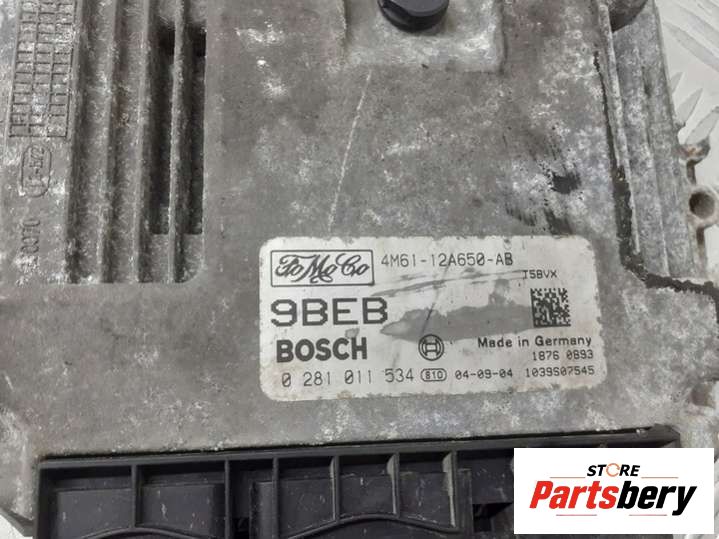 FoMoCo
4M61-12A650-AB
T5BVX
9BEB
BOSCH
Made in Germany
1876 0893
0 281 011 534 810 04-09-04 1039S07545
STORE
Partsbery